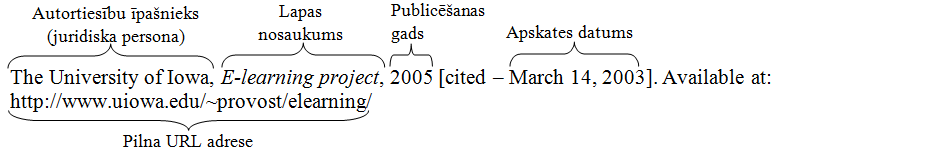 Autortiesību īpašnieks
(juridiska persona)
Lapas
nosaukums
Publicēšanas
gads
Apskates datums
The University of Iowa, E-learning project, 2005 [cited – March 14, 2003]. Available at:
http://www.uiowa.edu/~provost/elearning/
Pilna URL adrese